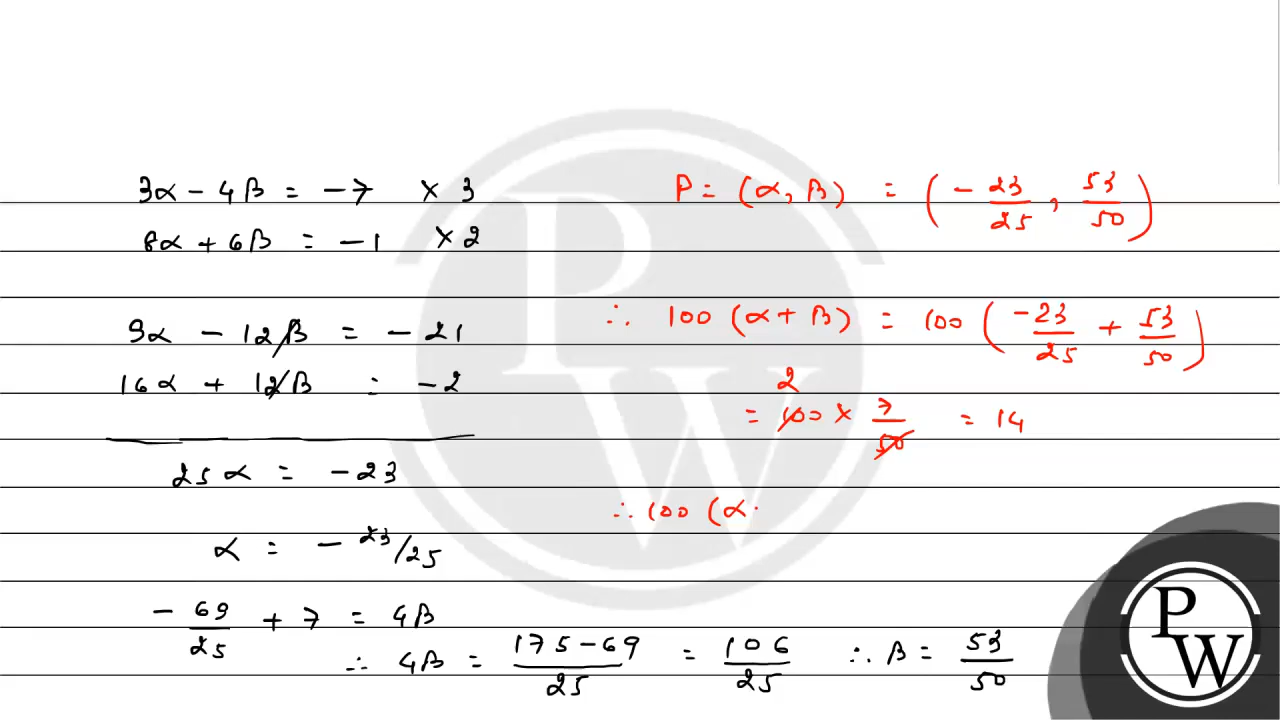 3α - 4β = -7 × 3
8α + 6β = -1 × 2
9α - 12β = -21
16α + 12β = -2
25α = -23
α = -23/25
-69/25 + 7 = 4β
∴ 4β = (175-69)/25 = 106/25 ∴ β = 53/50
P = (α, β) = (-23/25, 53/50)
∴ 100 (α + β) = 100 (-23/25 + 53/50)
2
= 100 × 7/50 = 14
∴ 100 (α
PW
PW